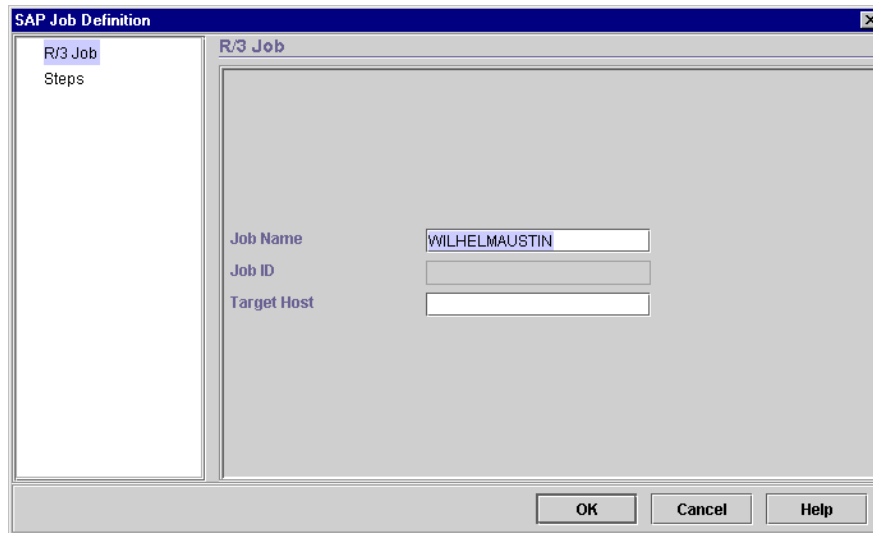 SAP Job Definition
R/3 Job
Steps
R/3 Job
Job Name WILHELMAUSTIN
Job ID
Target Host
OK Cancel Help